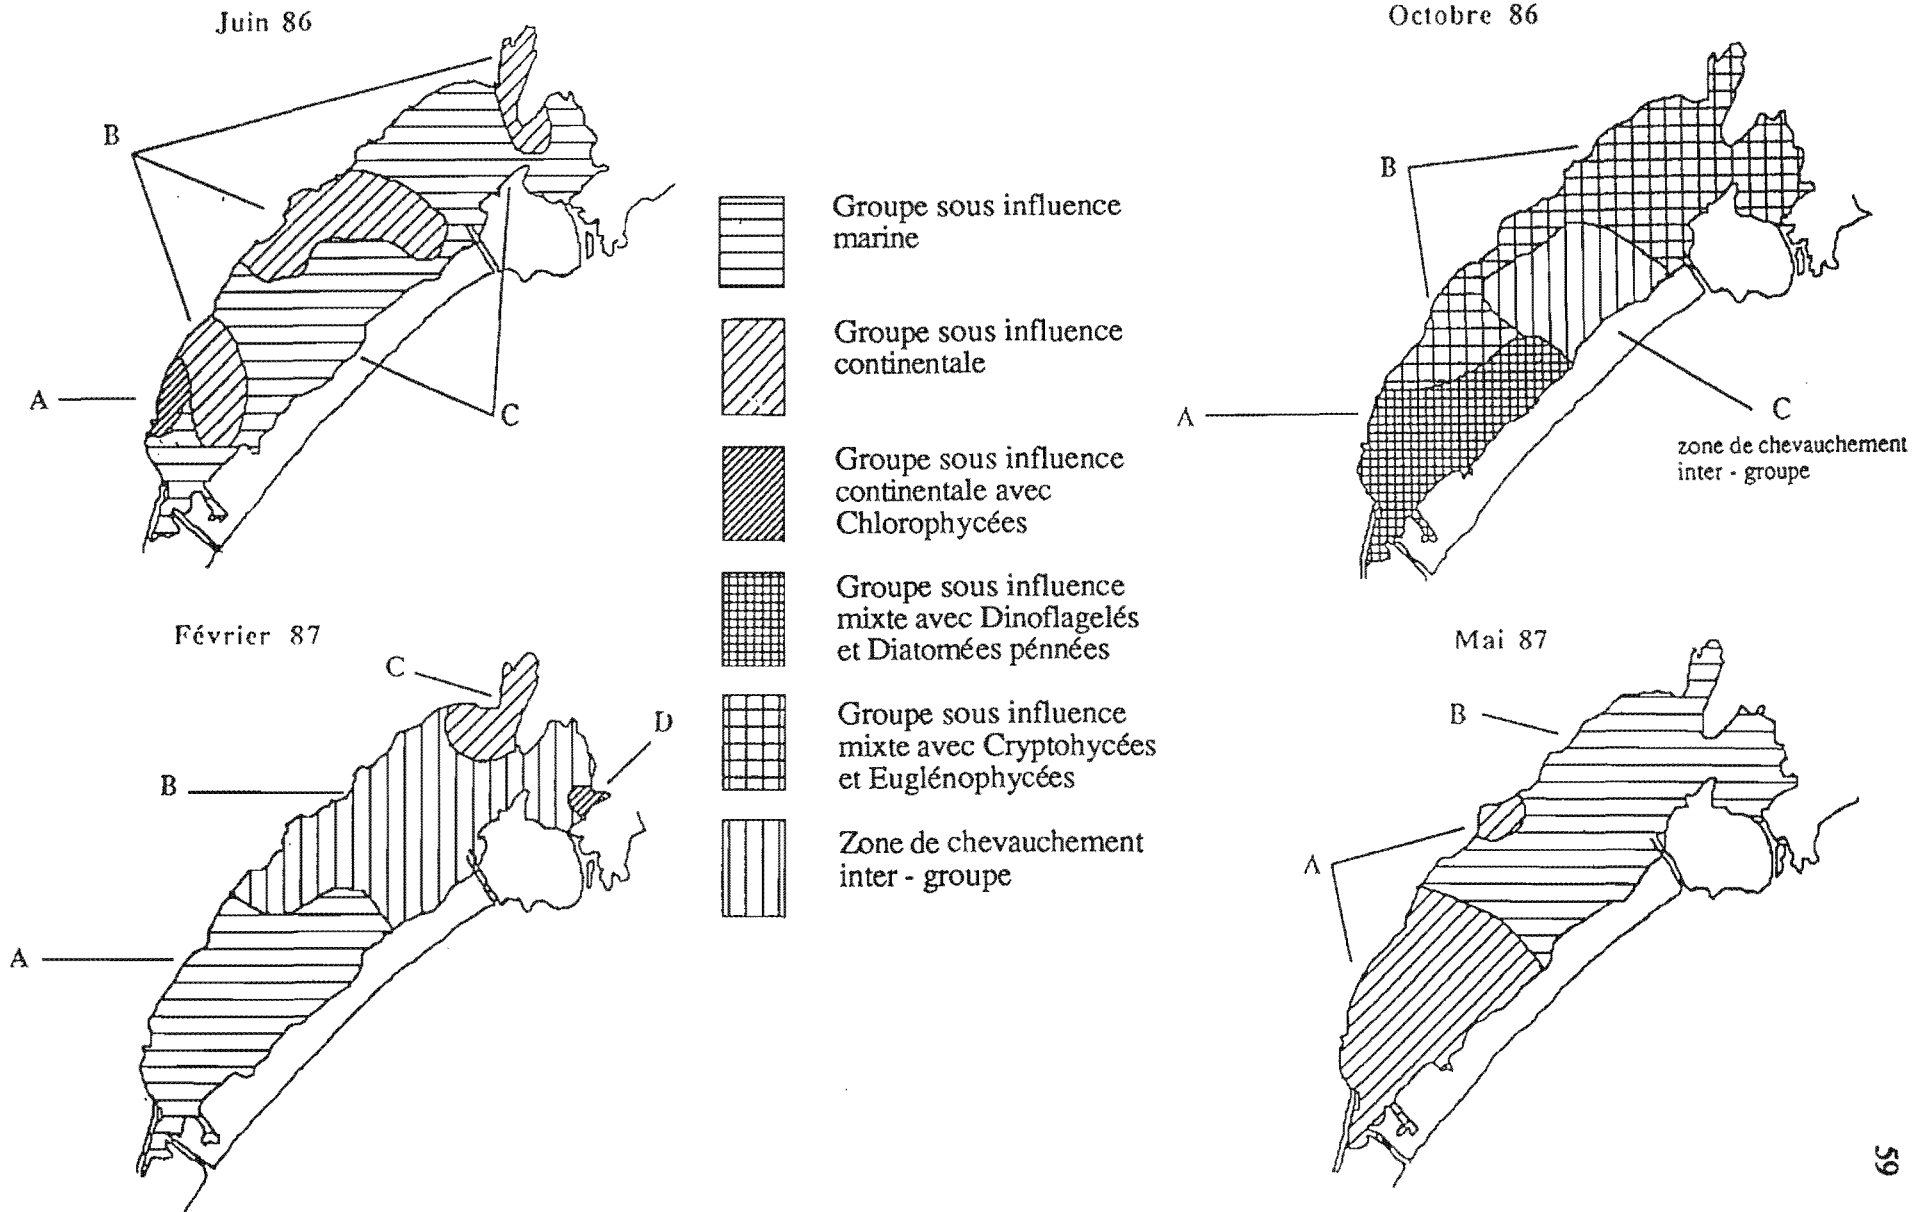 Juin 86
B
A
C
Octobre 86
B
A
C
zone de chevauchement
inter - groupe
Groupe sous influence
marine
Groupe sous influence
continentale
Groupe sous influence
continentale avec
Chlorophycées
Groupe sous influence
mixte avec Dinoflagelés
et Diatomées pénnées
Groupe sous influence
mixte avec Cryptohycées
et Euglénophycées
Zone de chevauchement
inter - groupe
Février 87
C
D
B
A
Mai 87
B
A
59